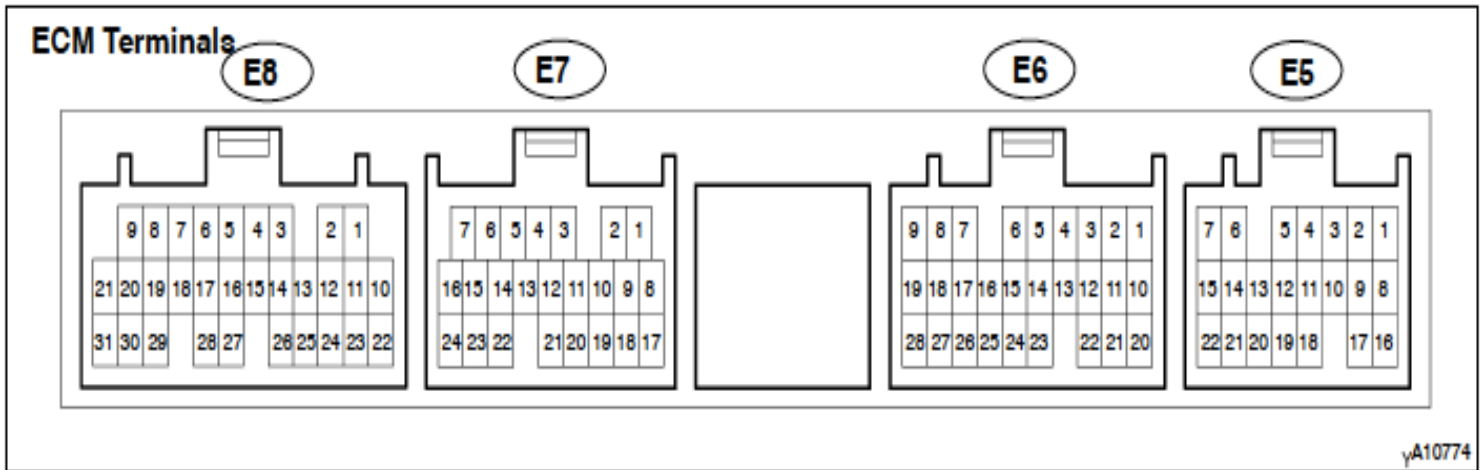 ECM Terminals
E8 E7 E6 E5
9 8 7 6 5 4 3 2 1 7 6 5 4 3 2 1 9 8 7 6 5 4 3 2 1 7 6 5 4 3 2 1
21 20 19 18 17 16 15 14 13 12 11 10 16 15 14 13 12 11 10 9 8 19 18 17 16 15 14 13 12 11 10 15 14 13 12 11 10 9 8
31 30 29 28 27 26 25 24 23 22 24 23 22 21 20 19 18 17 28 27 26 25 24 23 22 21 20 22 21 20 19 18 17 16
yA10774